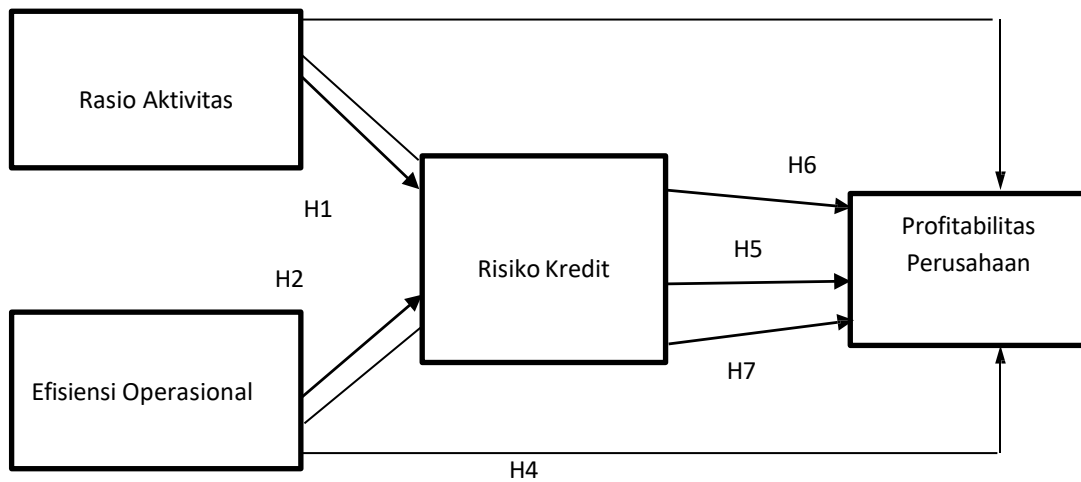 Rasio Aktivitas
H6
H1
Profitabilitas
Perusahaan
H5
Risiko Kredit
H2
H7
Efisiensi Operasional
H4